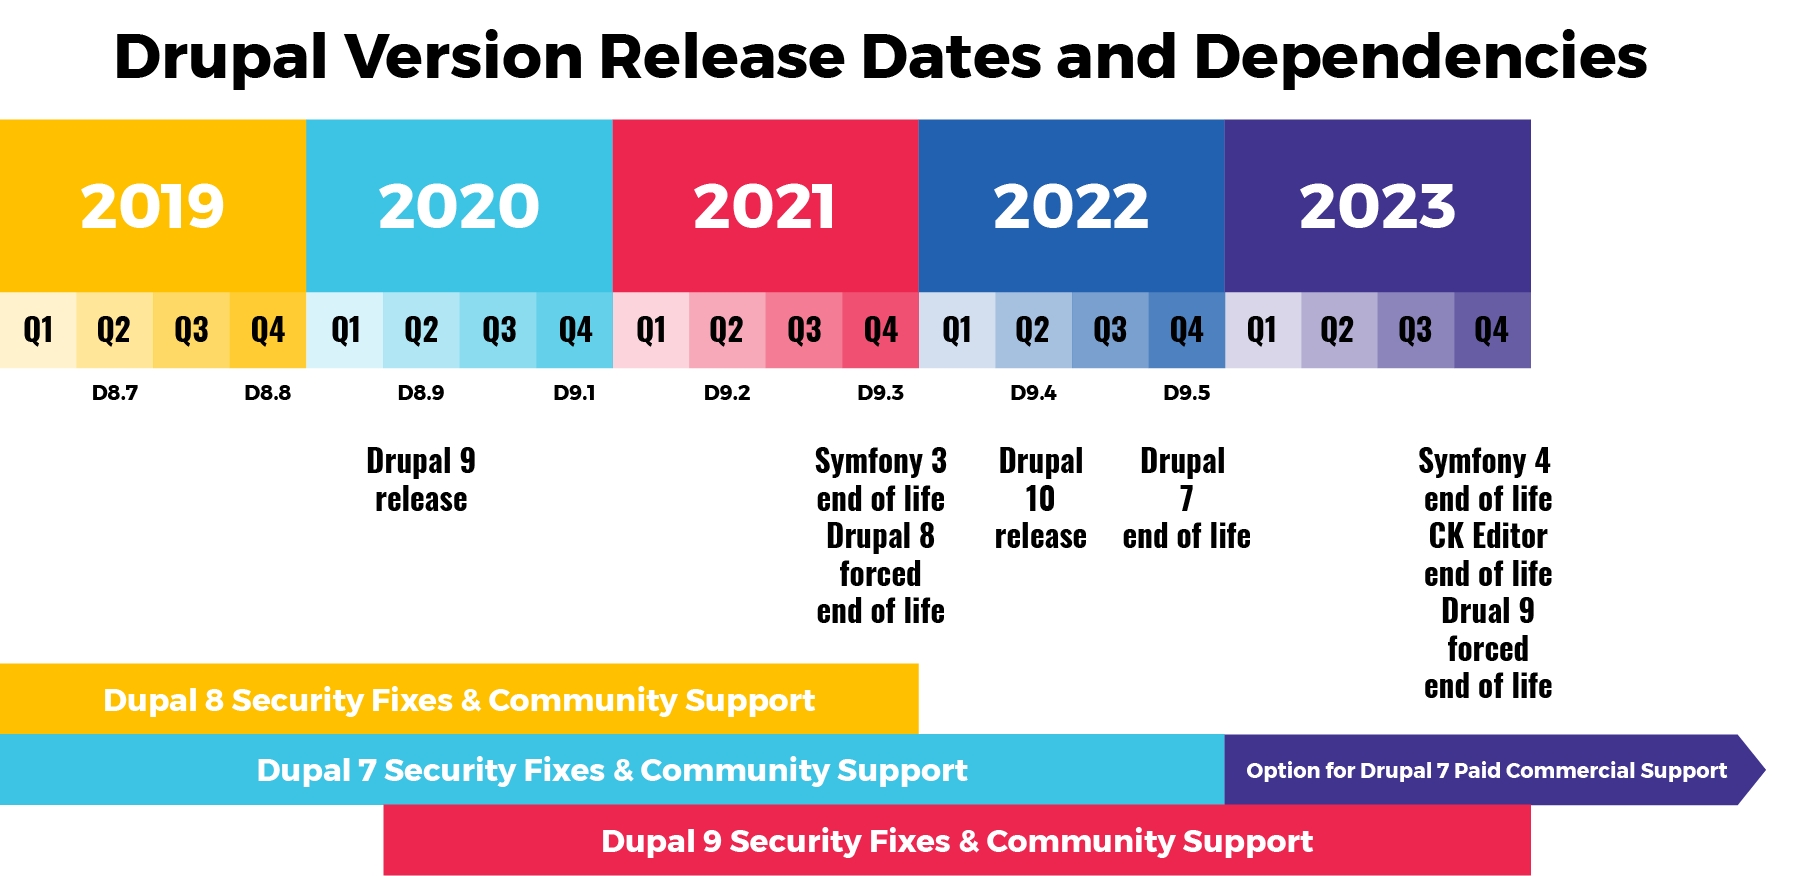 Drupal Version Release Dates and Dependencies
2019 2020 2021 2022 2023
Q1 Q2 Q3 Q4 Q1 Q2 Q3 Q4 Q1 Q2 Q3 Q4 Q1 Q2 Q3 Q4 Q1 Q2 Q3 Q4
D8.7 D8.8 D8.9 D9.1 D9.2 D9.3 D9.4 D9.5
Drupal 9
release
Symfony 3
end of life
Drupal 8
forced
end of life
Drupal
10
release
Drupal
7
end of life
Symfony 4
end of life
CK Editor
end of life
Drual 9
forced
end of life
Dupal 8 Security Fixes & Community Support
Dupal 7 Security Fixes & Community Support
Option for Drupal 7 Paid Commercial Support
Dupal 9 Security Fixes & Community Support